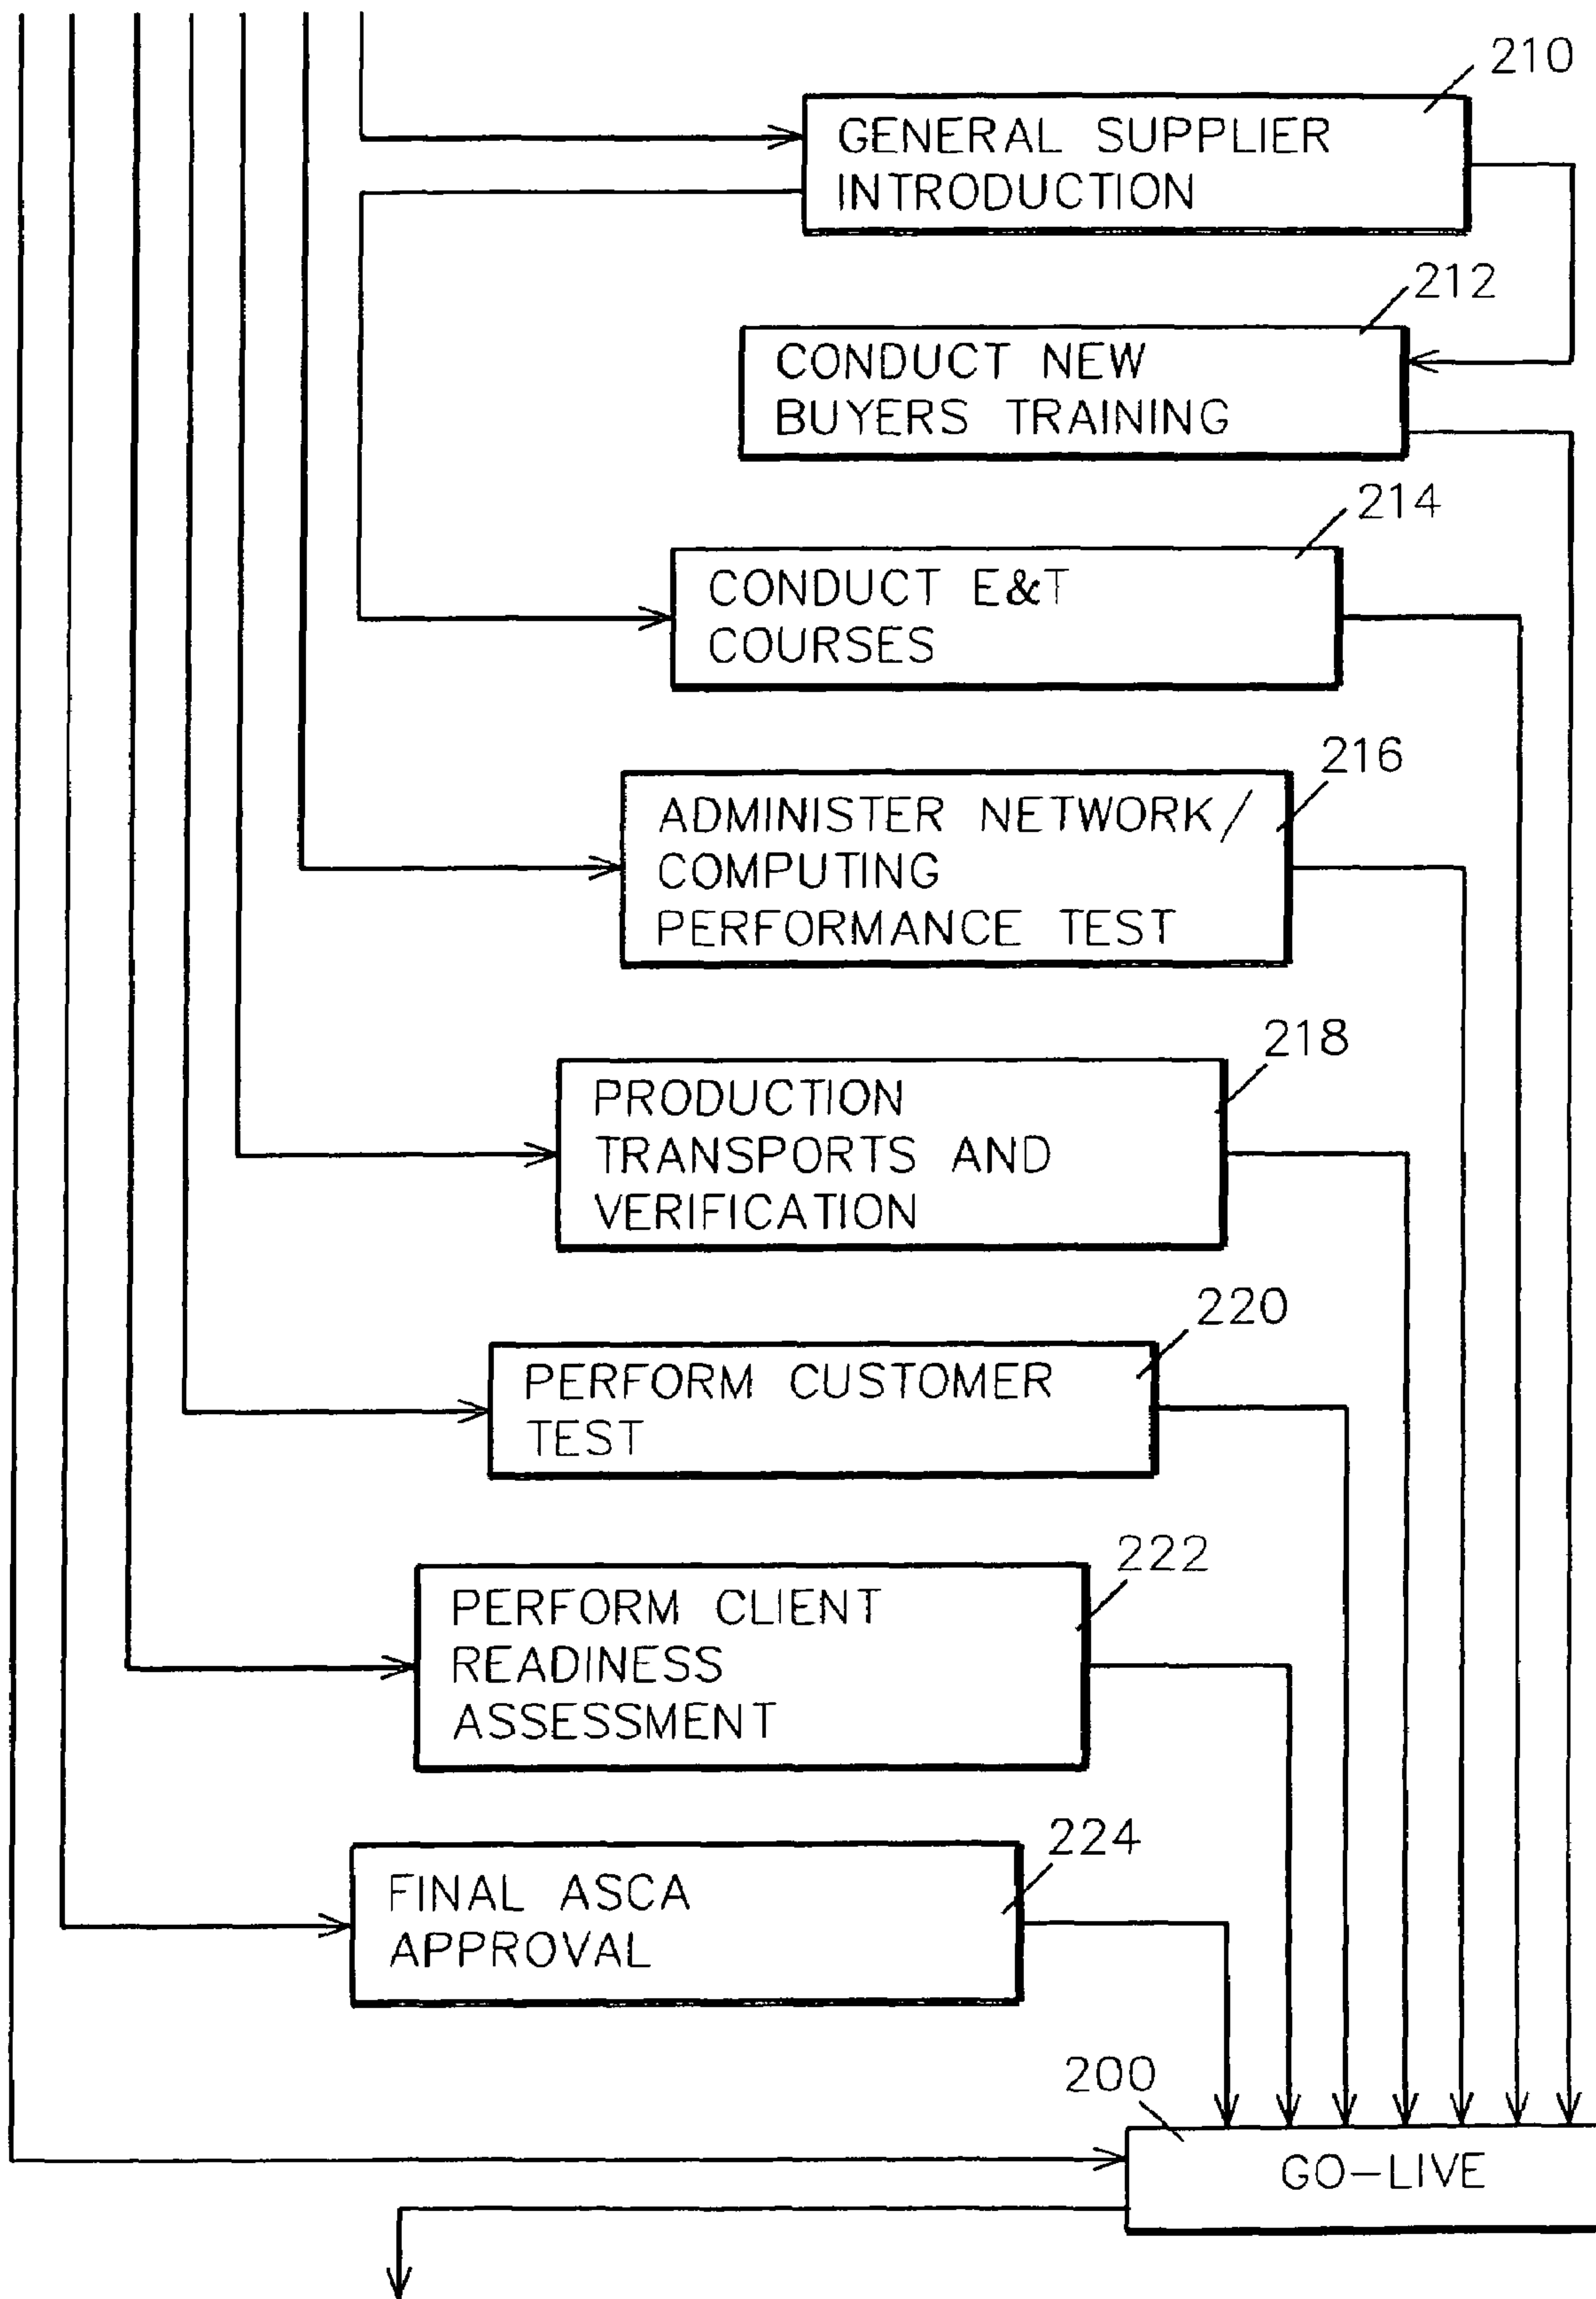 210
GENERAL SUPPLIER
INTRODUCTION
212
CONDUCT NEW
BUYERS TRAINING
214
CONDUCT E&T
COURSES
216
ADMINISTER NETWORK/
COMPUTING
PERFORMANCE TEST
218
PRODUCTION
TRANSPORTS AND
VERIFICATION
220
PERFORM CUSTOMER
TEST
222
PERFORM CLIENT
READINESS
ASSESSMENT
224
FINAL ASCA
APPROVAL
200
GO-LIVE